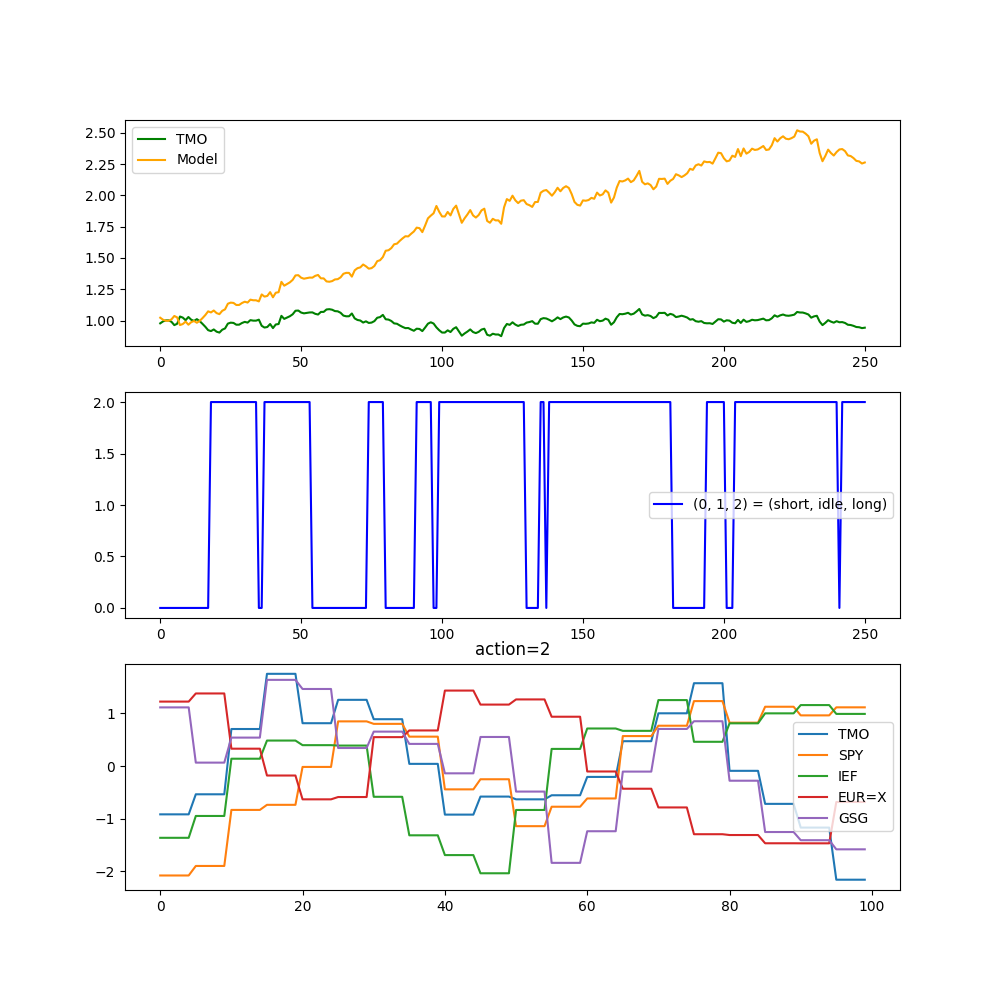 2.50
2.25
2.00
1.75
1.50
1.25
1.00
TMO
Model
0 50 100 150 200 250
2.0
1.5
1.0
0.5
0.0
(0, 1, 2) = (short, idle, long)
0 50 100 150 200 250
action=2
1
0
−1
−2
TMO
SPY
IEF
EUR=X
GSG
0 20 40 60 80 100